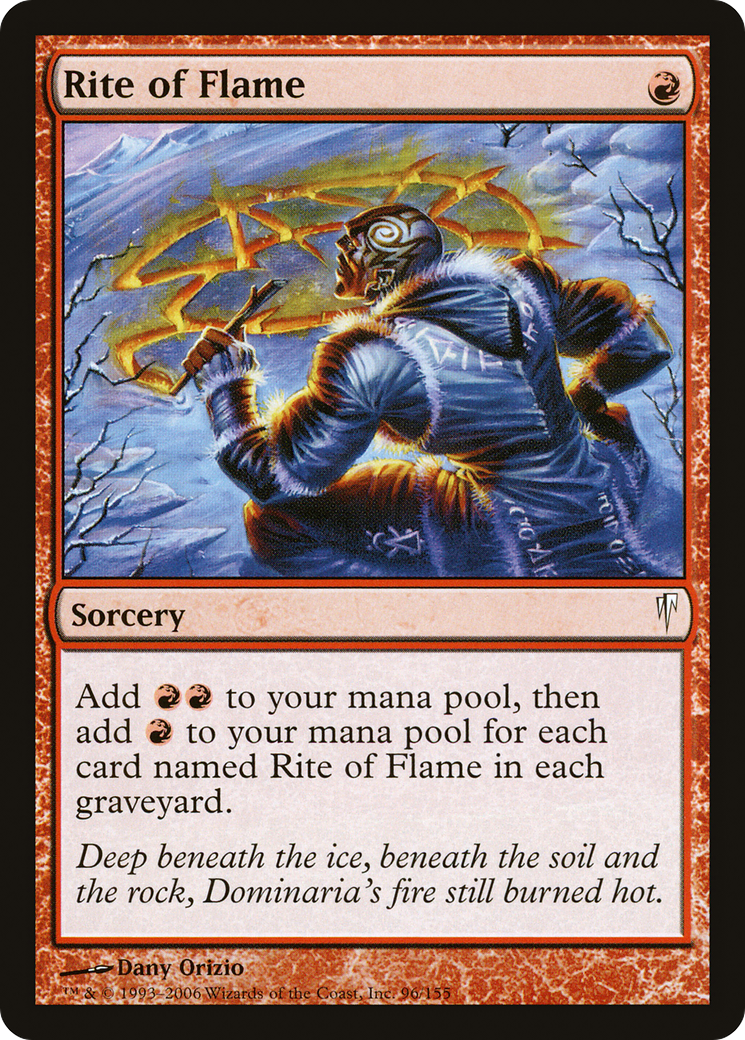 Rite of Flame
Sorcery
Add to your mana pool, then
add to your mana pool for each
card named Rite of Flame in each
graveyard.
Deep beneath the ice, beneath the soil and
the rock, Dominaria's fire still burned hot.
Dany Orizio
™ & © 1993–2006 Wizards of the Coast, Inc. 96/155